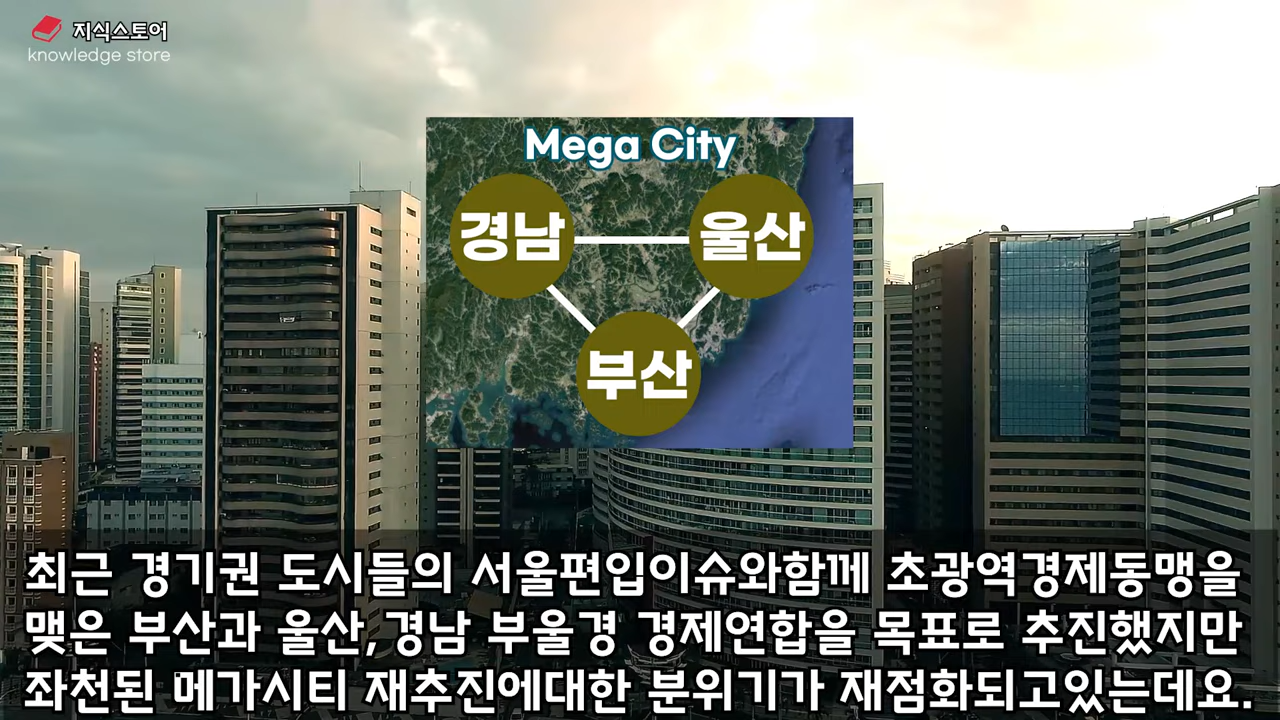 지식스토어
knowledge store
Mega City
경남
울산
부산
최근 경기권 도시들의 서울편입이슈와함께 초광역경제동맹을
맺은 부산과 울산, 경남 부울경 경제연합을 목표로 추진했지만
좌천된 메가시티 재추진에대한 분위기가 재점화되고있는데요.